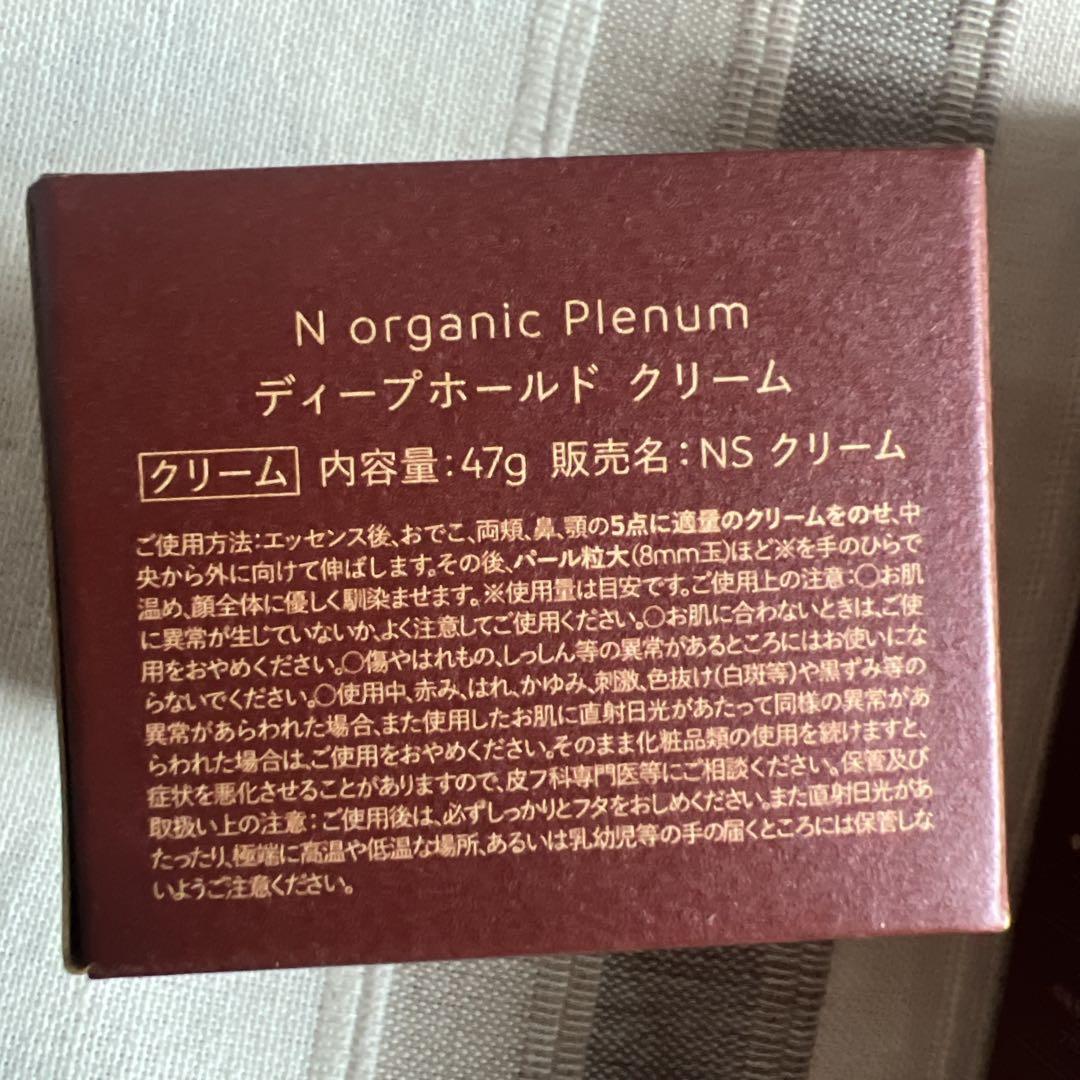 N organic Plenum
ディープホールド クリーム
クリーム 内容量:47g 販売名:NS クリーム
ご使用方法:エッセンス後、おでこ、両頬、鼻、顎の5点に適量のクリームをのせ、中
央から外に向けて伸ばします。その後、パール粒大(8mm玉)ほど※を手のひらで
温め、顔全体に優しく馴染ませます。※使用量は目安です。ご使用上の注意:○お肌
に異常が生じていないか、よく注意してご使用ください。○お肌に合わないときは、ご使
用をおやめください。○傷やはれもの、しっしん等の異常があるところにはお使いにな
らないでください。○使用中、赤み、はれ、かゆみ、刺激、色抜け(白斑等)や黒ずみ等の
異常があらわれた場合、また使用したお肌に直射日光があたって同様の異常があ
らわれた場合は、ご使用をおやめください。そのまま化粧品類の使用を続けますと、
症状を悪化させることがありますので、皮フ科専門医等にご相談ください。保管及び
取扱い上の注意:ご使用後は、必ずしっかりとフタをおしめください。また直射日光があ
たったり、極端に高温や低温な場所、あるいは乳幼児等の手の届くところには保管しな
いようご注意ください。